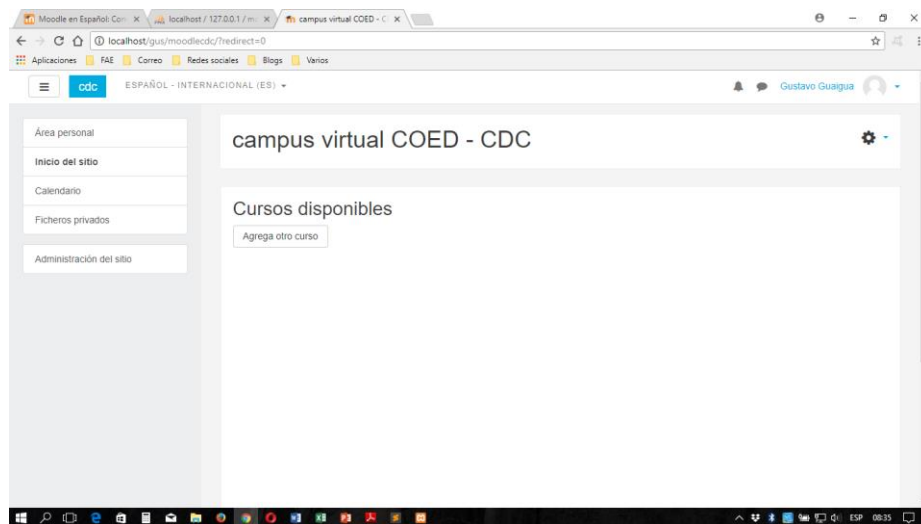 Moodle en Español: Con
localhost / 127.0.0.1 / m
campus virtual COED - C
localhost/gus/moodlecdc/?redirect=0
Aplicaciones FAE Correo Redes sociales Blogs Varios
cdc ESPAÑOL - INTERNACIONAL (ES) Gustavo Guaigua
Área personal
Inicio del sitio
Calendario
Ficheros privados
Administración del sitio
campus virtual COED - CDC
Cursos disponibles
Agrega otro curso
ESP 08:35